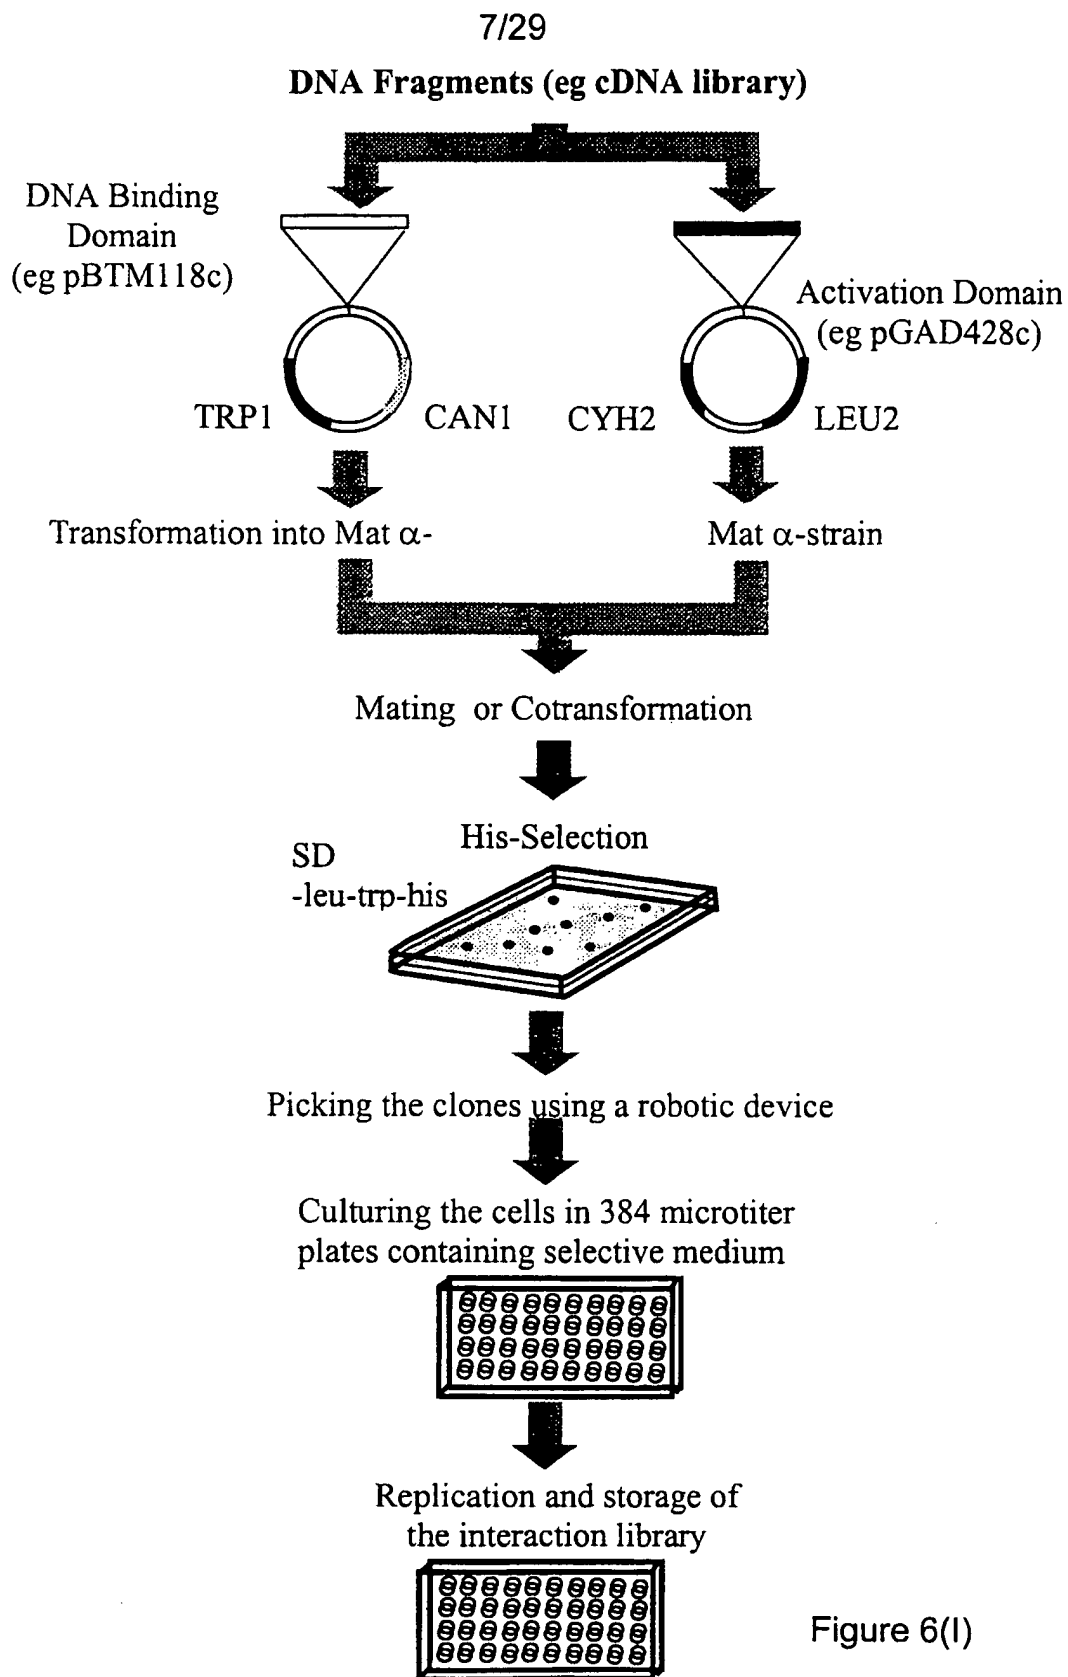 7/29
DNA Fragments (eg cDNA library)
DNA Binding
Domain
(eg pBTM118c)
Activation Domain
(eg pGAD428c)
TRP1
CAN1
CYH2
LEU2
Transformation into Mat α-
Mat α-strain
Mating or Cotransformation
His-Selection
SD
-leu-trp-his
Picking the clones using a robotic device
Culturing the cells in 384 microtiter
plates containing selective medium
Replication and storage of
the interaction library
Figure 6(I)